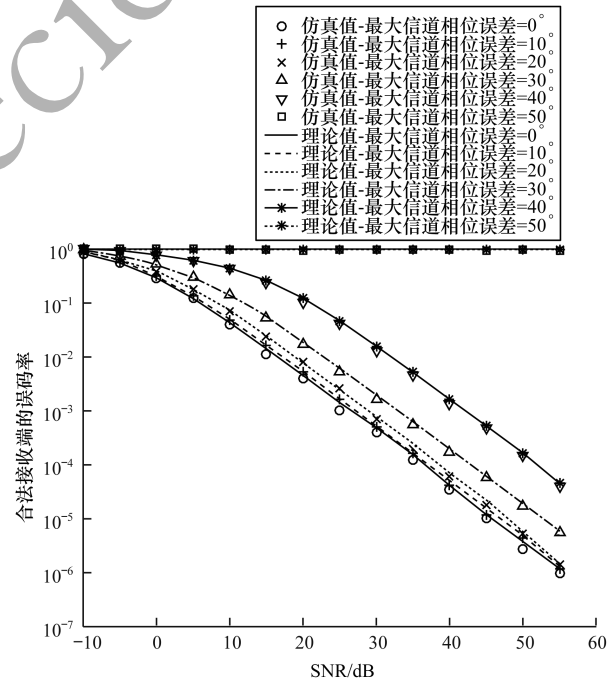 仿真值-最大信道相位误差=0°
仿真值-最大信道相位误差=10°
仿真值-最大信道相位误差=20°
仿真值-最大信道相位误差=30°
仿真值-最大信道相位误差=40°
仿真值-最大信道相位误差=50°
理论值-最大信道相位误差=0°
理论值-最大信道相位误差=10°
理论值-最大信道相位误差=20°
理论值-最大信道相位误差=30°
理论值-最大信道相位误差=40°
理论值-最大信道相位误差=50°
合法接收端的误码率
10⁰
10⁻¹
10⁻²
10⁻³
10⁻⁴
10⁻⁵
10⁻⁶
10⁻⁷
−10 0 10 20 30 40 50 60
SNR/dB